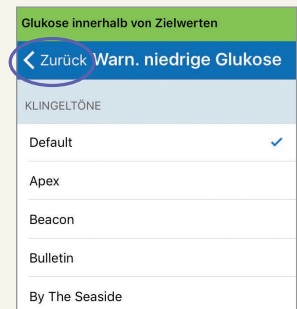 Glukose innerhalb von Zielwerten
Zurück Warn. niedrige Glukose
KLINGELTÖNE
Default
Apex
Beacon
Bulletin
By The Seaside